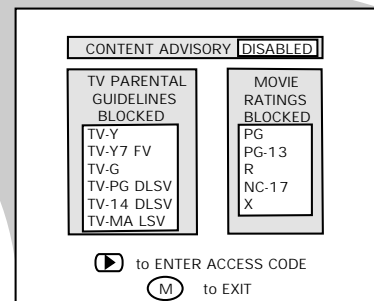 CONTENT ADVISORY DISABLED
TV PARENTAL
GUIDELINES
BLOCKED
TV-Y
TV-Y7 FV
TV-G
TV-PG DLSV
TV-14 DLSV
TV-MA LSV
MOVIE
RATINGS
BLOCKED
PG
PG-13
R
NC-17
X
to ENTER ACCESS CODE
M to EXIT